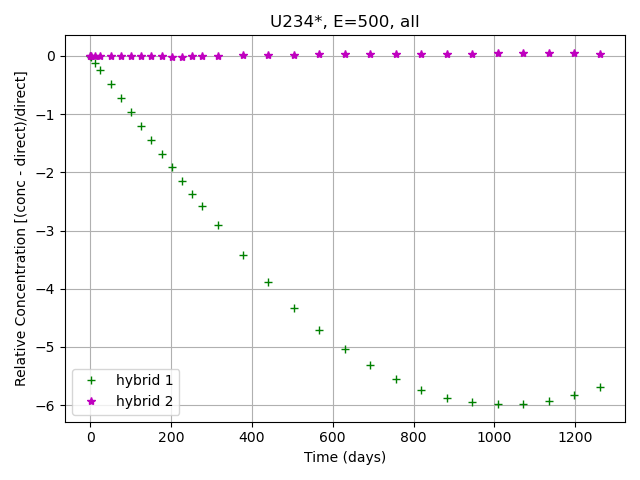 U234*, E=500, all
Relative Concentration [(conc - direct)/direct]
0
−1
−2
−3
−4
−5
−6
hybrid 1
hybrid 2
0 200 400 600 800 1000 1200
Time (days)